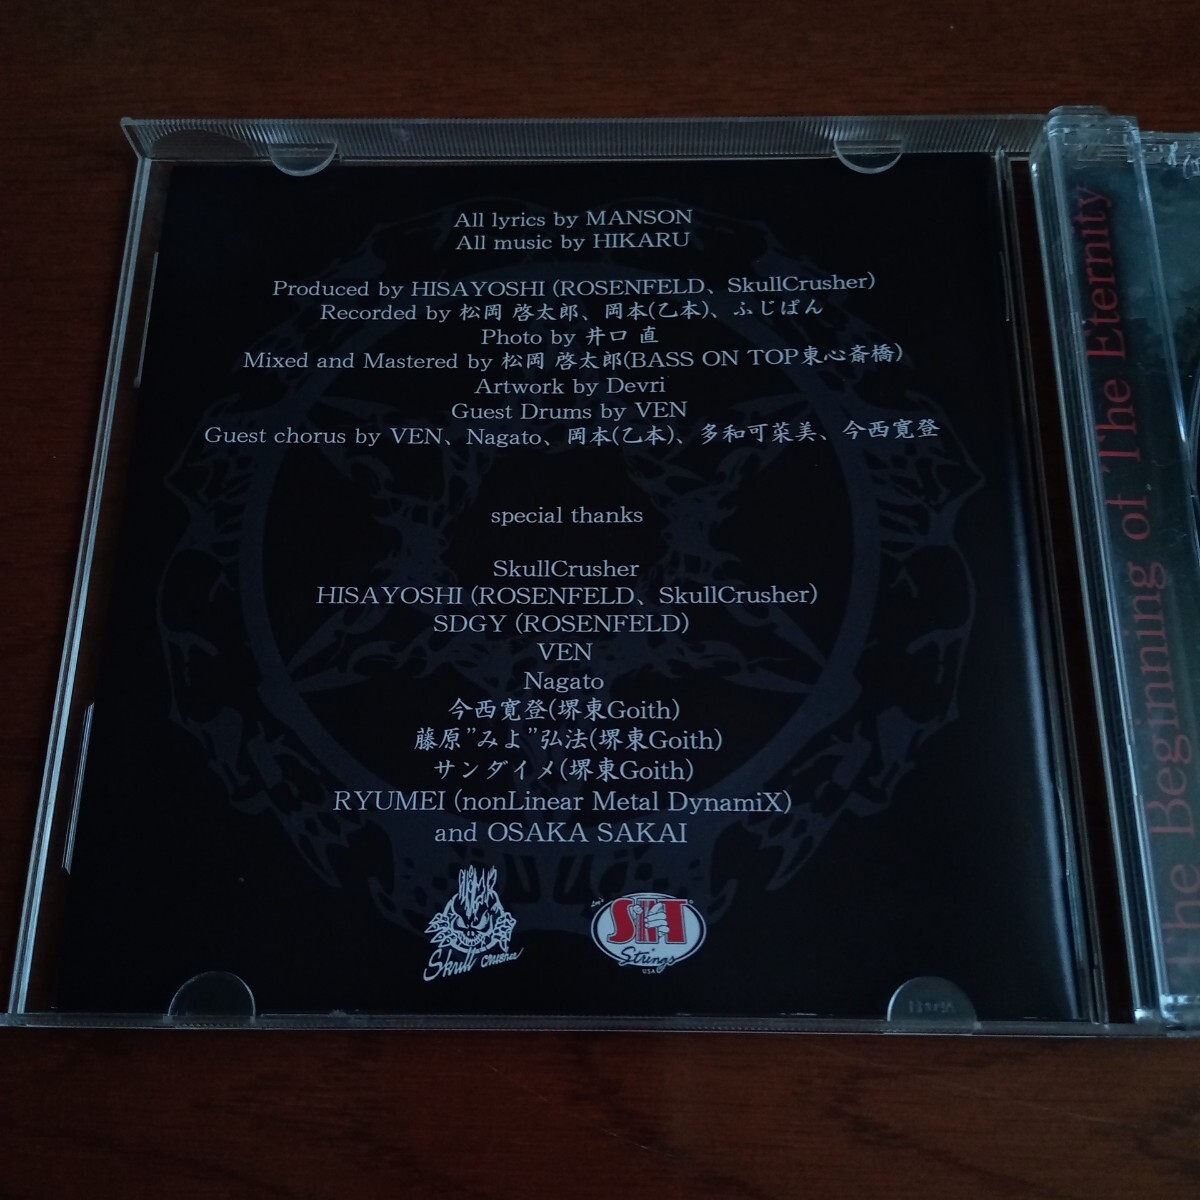 All lyrics by MANSON
All music by HIKARU
Produced by HISAYOSHI (ROSENFELD、SkullCrusher)
Recorded by 松岡 啓太郎、岡本(乙本)、ふじぱん
Photo by 井口 直
Mixed and Mastered by 松岡 啓太郎(BASS ON TOP東心斎橋)
Artwork by Devri
Guest Drums by VEN
Guest chorus by VEN、Nagato、岡本(乙本)、多和可菜美、今西寛登
special thanks
SkullCrusher
HISAYOSHI (ROSENFELD、SkullCrusher)
SDGY (ROSENFELD)
VEN
Nagato
今西寛登(堺東Goith)
藤原”みよ”弘法(堺東Goith)
サンダイメ(堺東Goith)
RYUMEI (nonLinear Metal DynamiX)
and OSAKA SAKAI
Skull crusher
SIT
Strings
U.S.A.
The Beginning of The Eternity